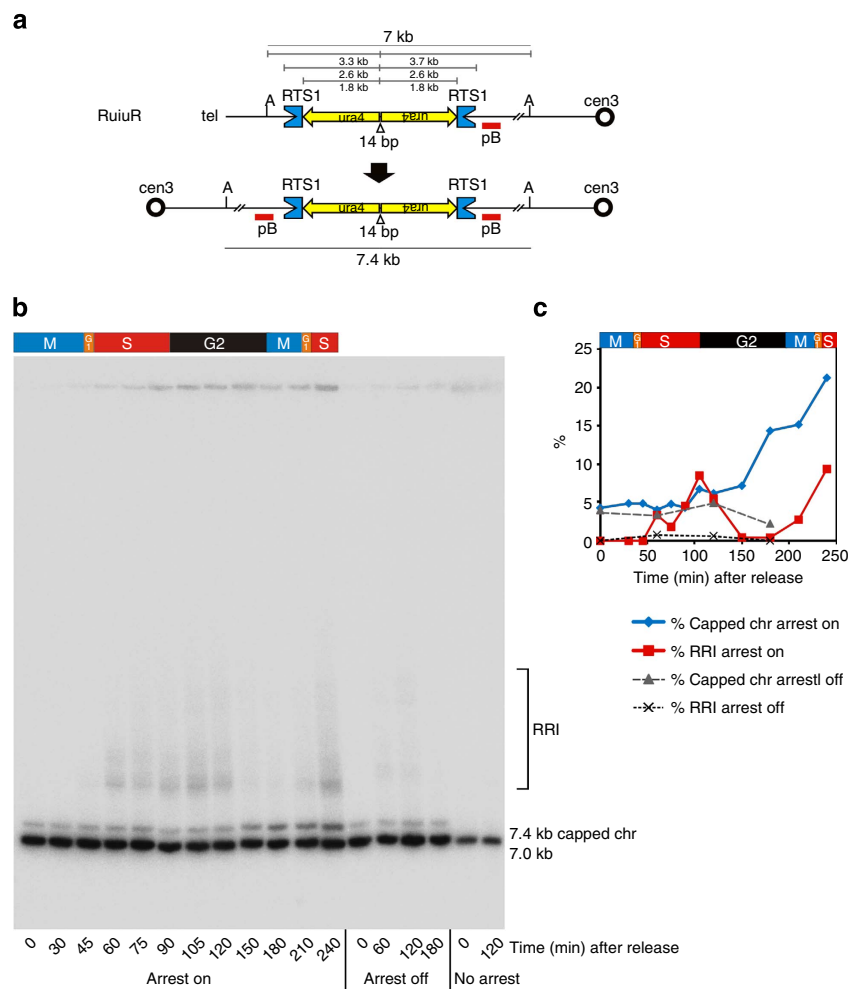 a
7 kb
3.3 kb 3.7 kb
2.6 kb 2.6 kb
RTS1 1.8 kb 1.8 kb RTS1
RuiuR tel A A cen3
ura4 ura4
14 bp pB
cen3 A RTS1 RTS1 A cen3
ura4 ura4
pB 14 bp pB
7.4 kb
b
M G1 S G2 M G1 S
RRI
7.4 kb capped chr
7.0 kb
0 30 45 60 75 90 105 120 150 180 210 240 0 60 120 180 0 120 Time (min) after release
Arrest on Arrest off No arrest
c
M G1 S G2 M G1 S
25
20
15
10
5
0
%
0 50 100 150 200 250
Time (min) after release
% Capped chr arrest on
% RRI arrest on
% Capped chr arrestl off
% RRI arrest off